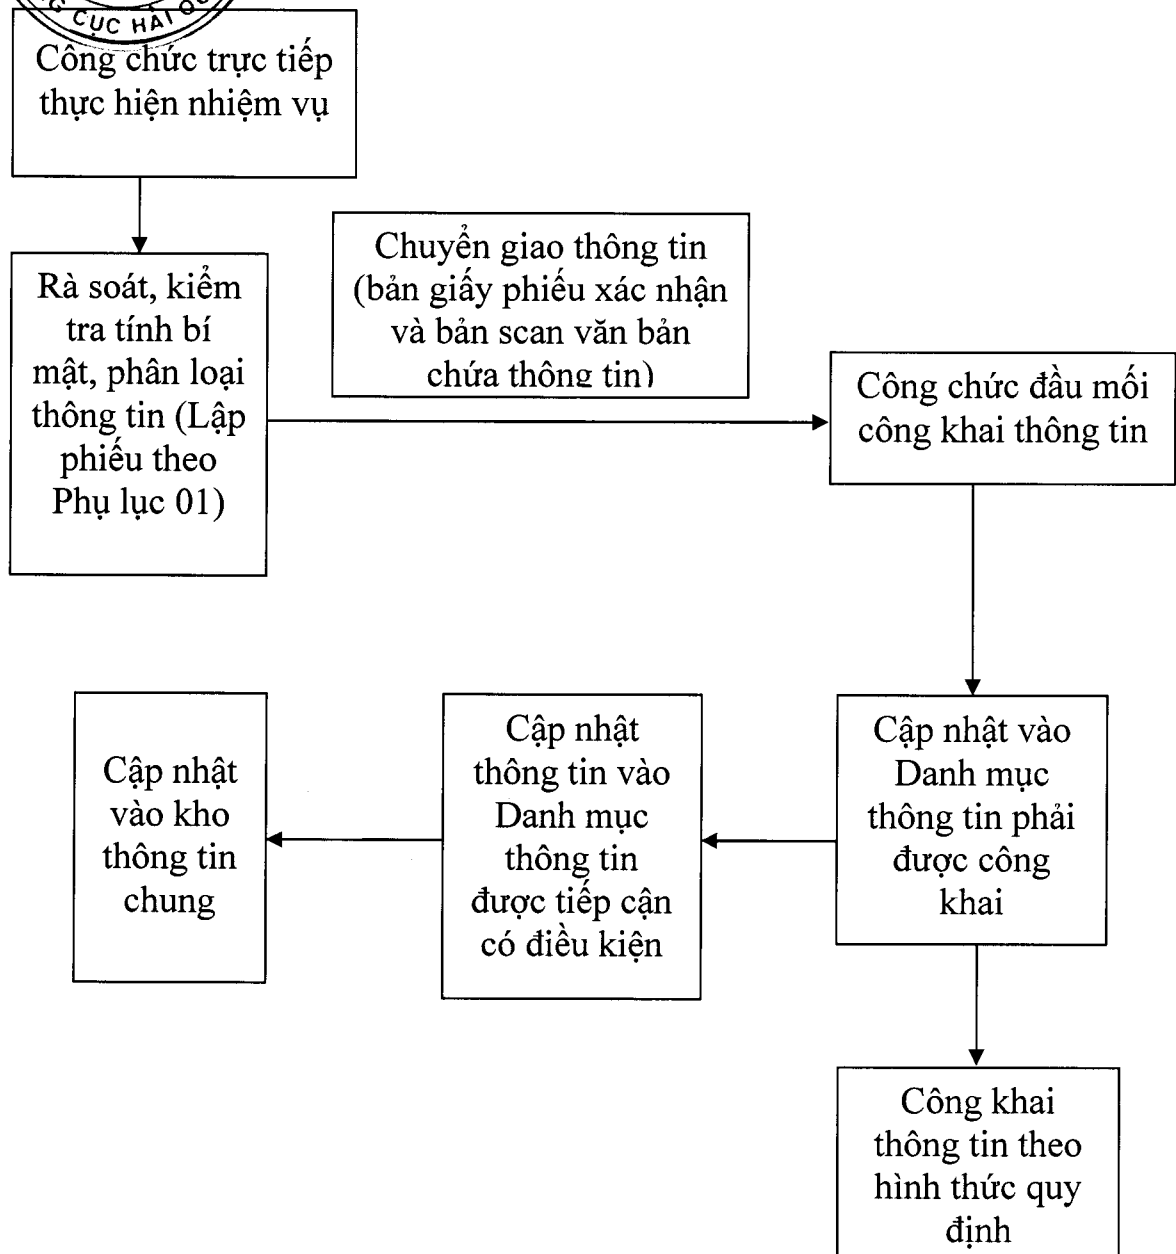 CỤC HẢI
Công chức trực tiếp
thực hiện nhiệm vụ
Rà soát, kiểm
tra tính bí
mật, phân loại
thông tin (Lập
phiếu theo
Phụ lục 01)
Chuyển giao thông tin
(bản giấy phiếu xác nhận
và bản scan văn bản
chứa thông tin)
Công chức đầu mối
công khai thông tin
Cập nhật
vào kho
thông tin
chung
Cập nhật
thông tin vào
Danh mục
thông tin
được tiếp cận
có điều kiện
Cập nhật vào
Danh mục
thông tin phải
được công
khai
Công khai
thông tin theo
hình thức quy
định